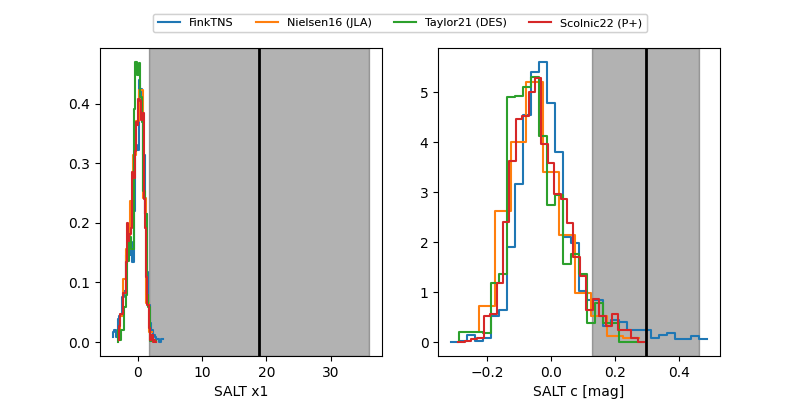 FinkTNS Nielsen16 (JLA) Taylor21 (DES) Scolnic22 (P+)
0.4
0.3
0.2
0.1
0.0
0 10 20 30
SALT x1
5
4
3
2
1
0
−0.2 0.0 0.2 0.4
SALT c [mag]